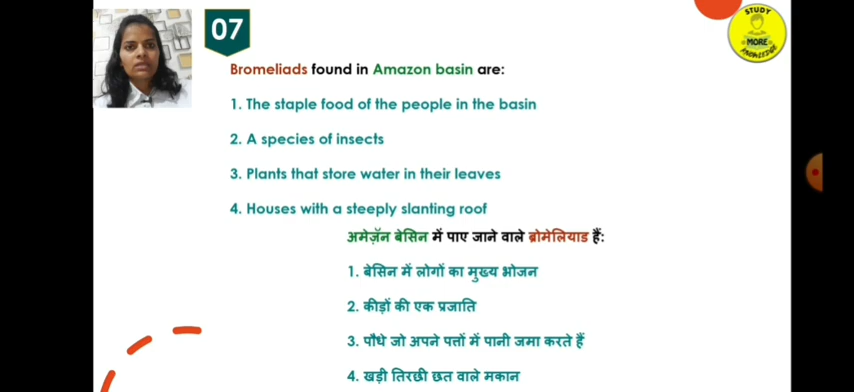 07
STUDY
MORE
KNOWLEDGE
Bromeliads found in Amazon basin are:
1. The staple food of the people in the basin
2. A species of insects
3. Plants that store water in their leaves
4. Houses with a steeply slanting roof
अमेज़ॅन बेसिन में पाए जाने वाले ब्रोमेलियाड हैं:
1. बेसिन में लोगों का मुख्य भोजन
2. कीड़ों की एक प्रजाति
3. पौधे जो अपने पत्तों में पानी जमा करते हैं
4. खड़ी तिरछी छत वाले मकान